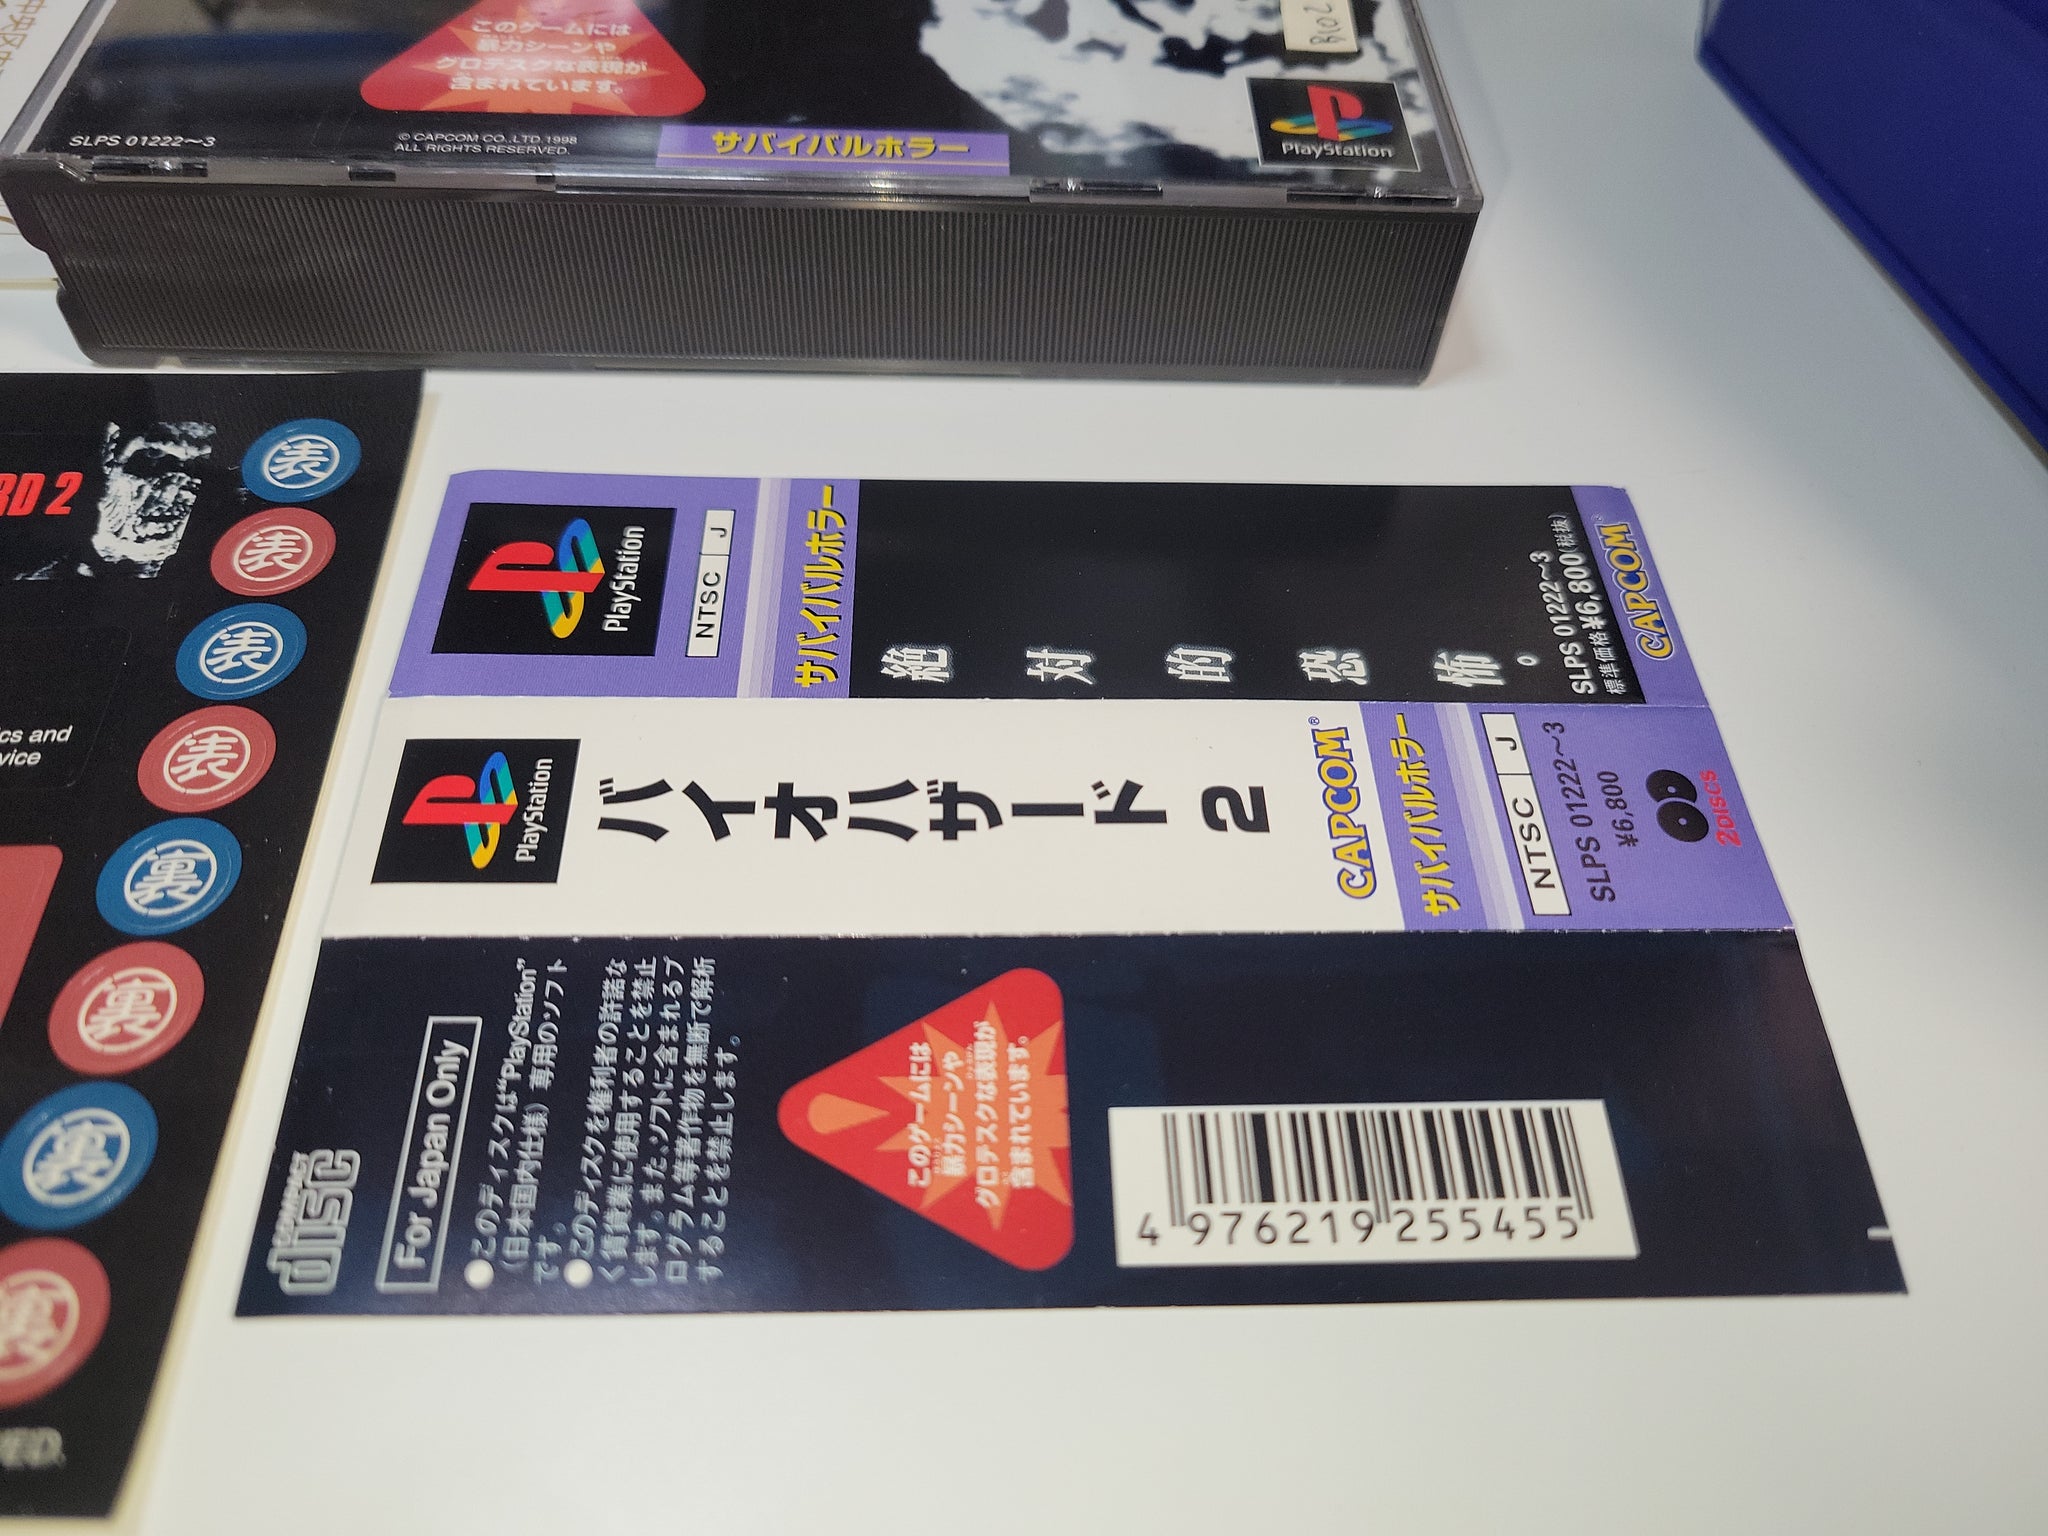 中央区
このゲームには
暴力シーンや
グロテスクな表現が
含まれています。
BIO2
SLPS 01222〜3
© CAPCOM CO.,LTD.1998
ALL RIGHTS RESERVED.
サバイバルホラー
PlayStation
RD 2
cs and
vice
PlayStation
NTSC J
サバイバルホラー
絶対的恐怖。
SLPS 01222〜3
標準価格¥6,800(税抜)
CAPCOM®
PlayStation
バイオハザード 2
CAPCOM®
サバイバルホラー
NTSC J
SLPS 01222〜3
¥6,800
2DISCS
COMPACT
disc
For Japan Only
●このディスクは“PlayStation”
(日本国内仕様) 専用のソフト
です。
●このディスクを権利者の許諾な
く賃貸業に使用することを禁止
します。また、ソフトに含まれるプ
ログラム等著作物を無断で解析
することを禁止します。
このゲームには
暴力シーンや
グロテスクな表現が
含まれています。
4 976219 255455